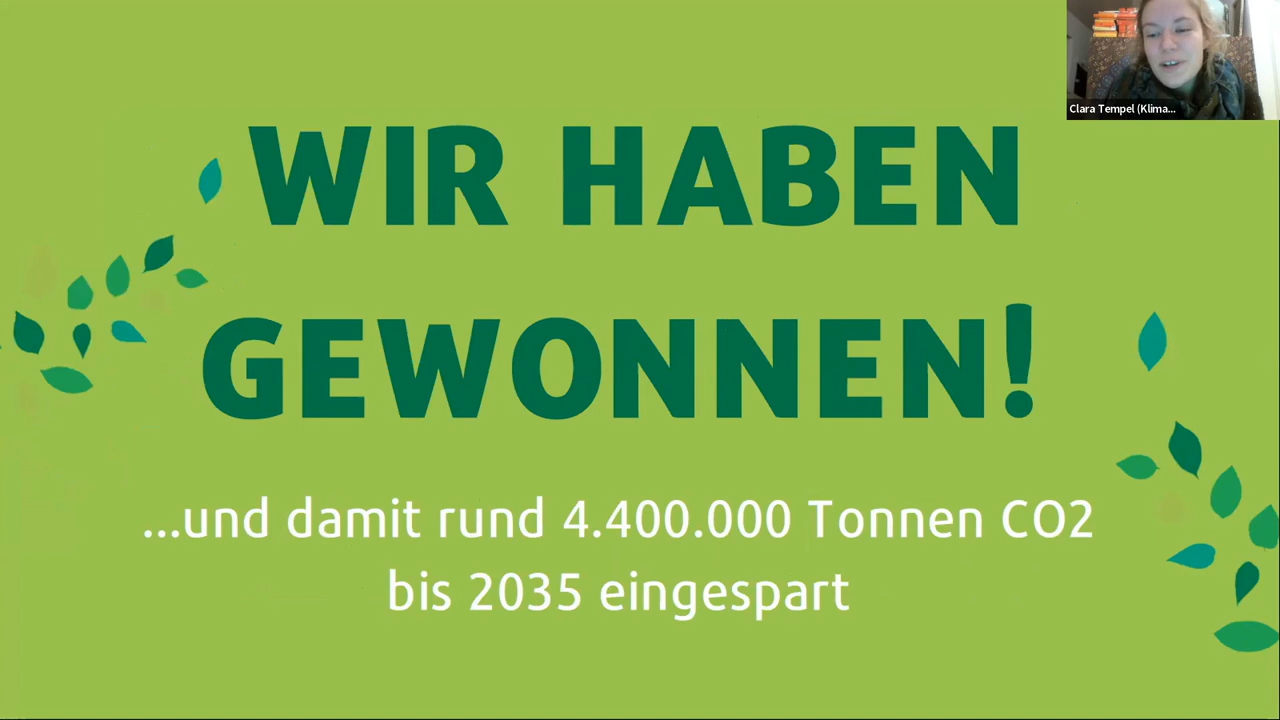 Clara Tempel (Klima...
WIR HABEN
GEWONNEN!
...und damit rund 4.400.000 Tonnen CO2
bis 2035 eingespart